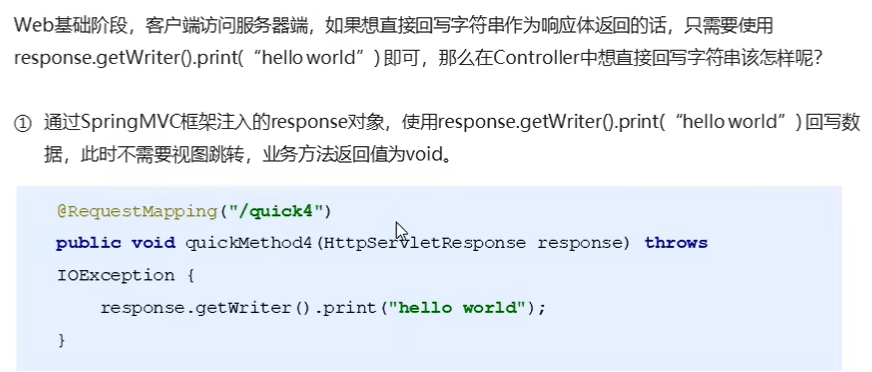 Web基础阶段，客户端访问服务器端，如果想直接回写字符串作为响应体返回的话，只需要使用
response.getWriter().print(“hello world”) 即可，那么在Controller中想直接回写字符串该怎样呢？
① 通过SpringMVC框架注入的response对象，使用response.getWriter().print(“hello world”) 回写数
据，此时不需要视图跳转，业务方法返回值为void。
@RequestMapping("/quick4")
public void quickMethod4(HttpServletResponse response) throws
IOException {
response.getWriter().print("hello world");
}